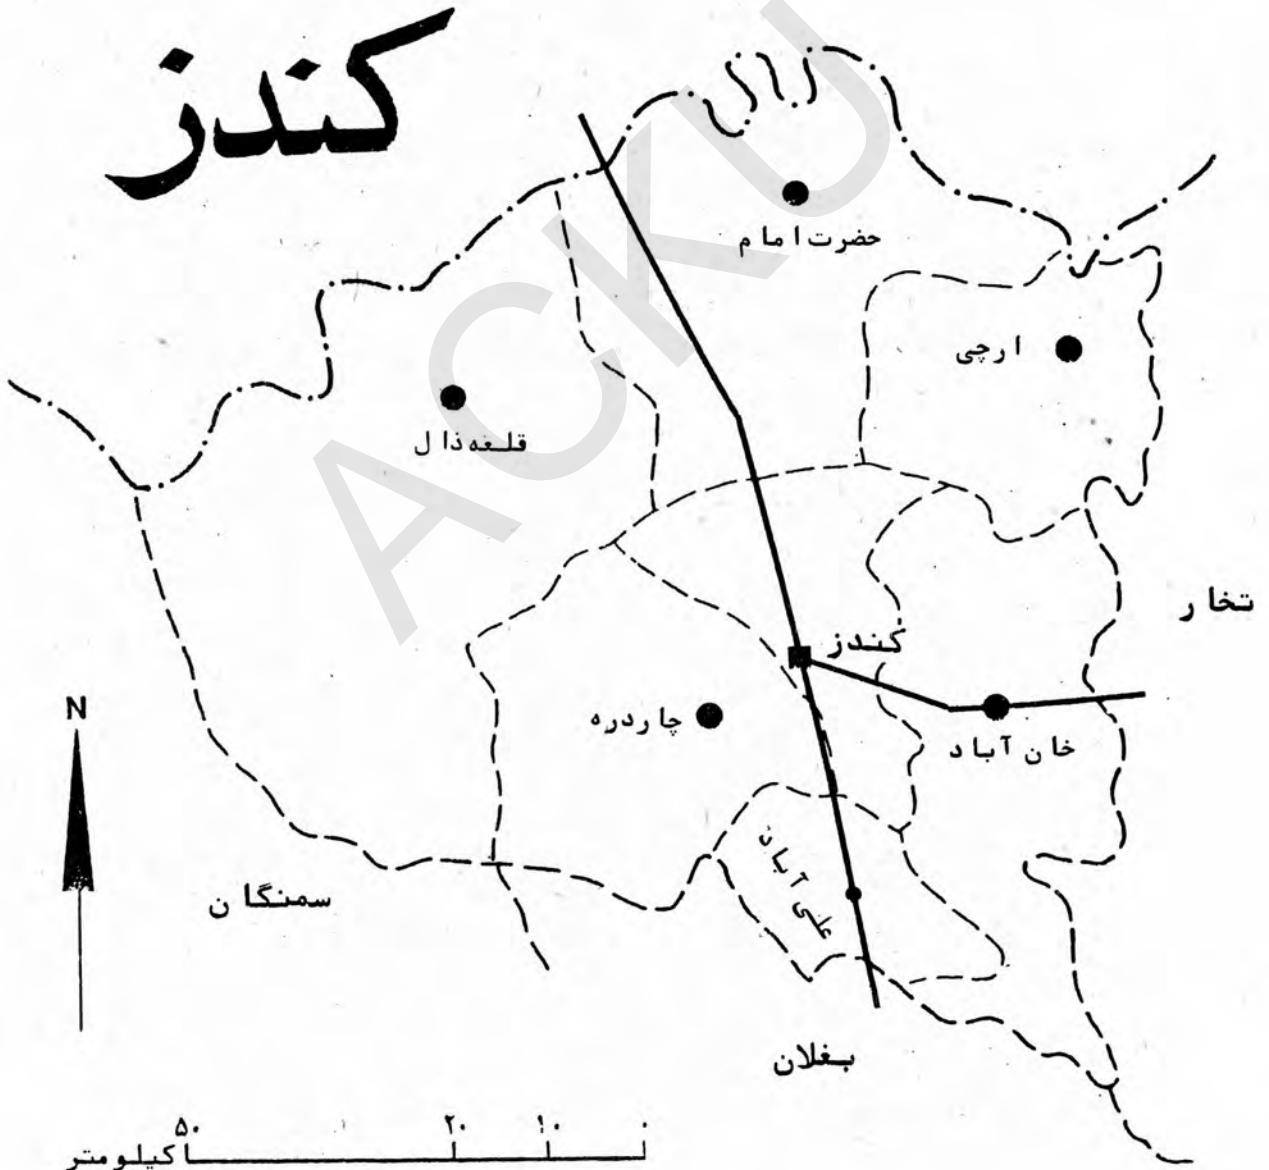 کندز
حضرت امام
ارچی
قلعه ذال
تخار
کندز
N
چاردره
خان آباد
علی آباد
سمنگان
بغلان
۵۰ ۲۰ ۱۰ ۰
کیلومتر
ACKU